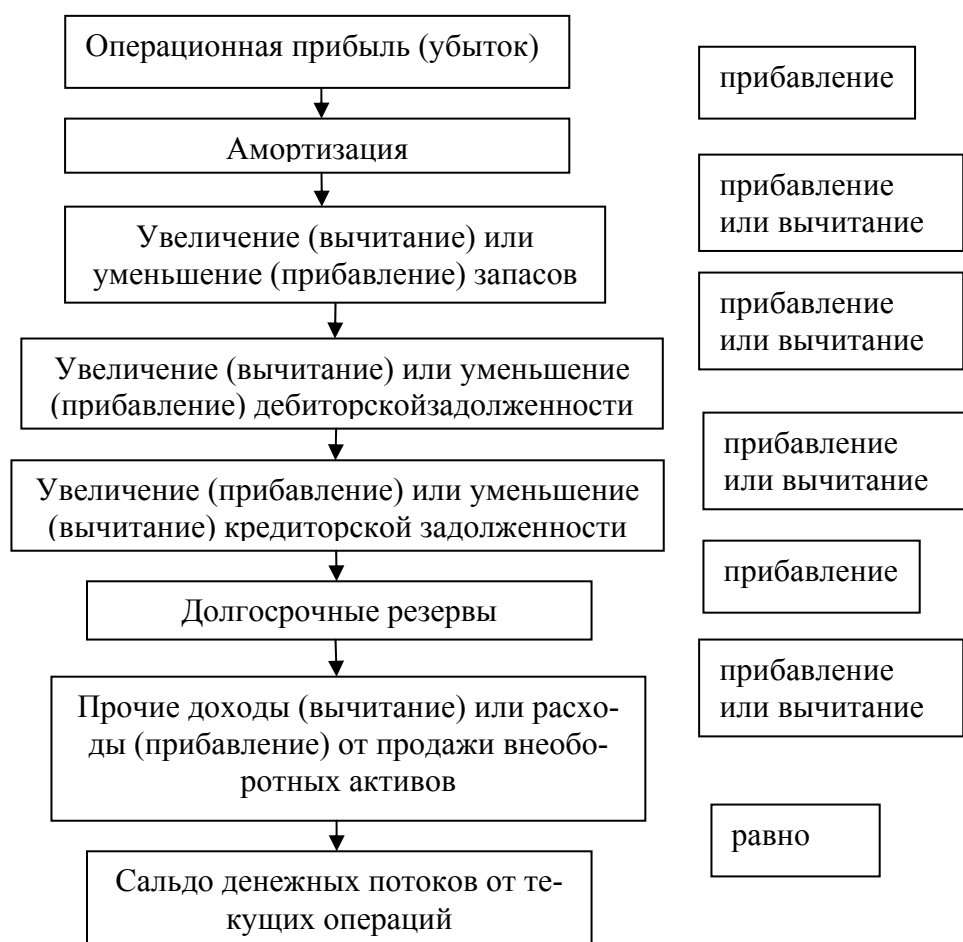 Операционная прибыль (убыток)
прибавление
Амортизация
прибавление
или вычитание
Увеличение (вычитание) или
уменьшение (прибавление) запасов
прибавление
или вычитание
Увеличение (вычитание) или уменьшение
(прибавление) дебиторскойзадолженности
прибавление
или вычитание
Увеличение (прибавление) или уменьшение
(вычитание) кредиторской задолженности
прибавление
Долгосрочные резервы
прибавление
или вычитание
Прочие доходы (вычитание) или расхо-
ды (прибавление) от продажи внеобо-
ротных активов
равно
Сальдо денежных потоков от те-
кущих операций